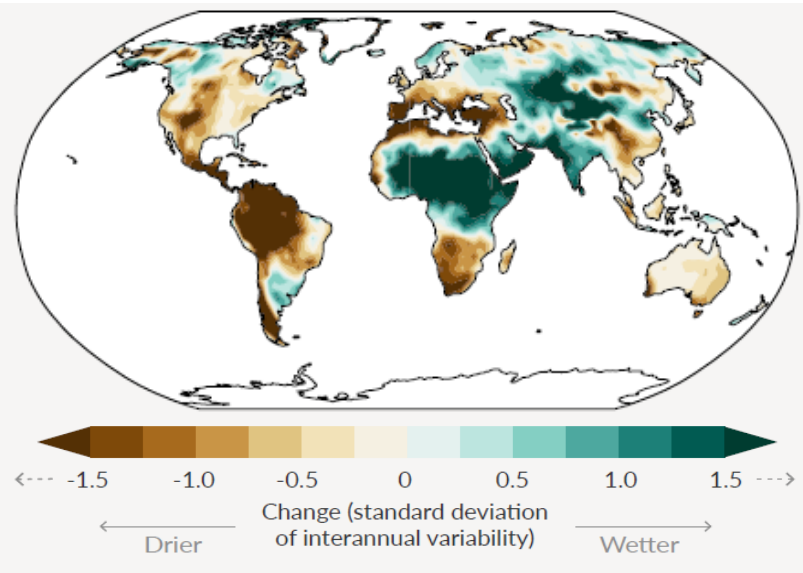 -1.5 -1.0 -0.5 0 0.5 1.0 1.5
Change (standard deviation
of interannual variability)
Drier Wetter